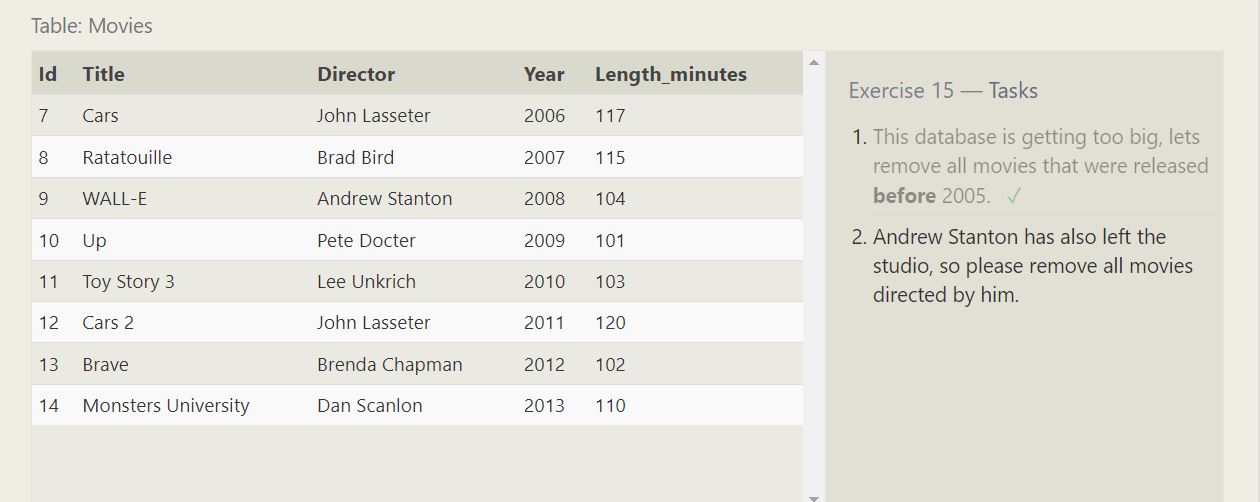 Table: Movies
Id Title Director Year Length_minutes
7 Cars John Lasseter 2006 117
8 Ratatouille Brad Bird 2007 115
9 WALL-E Andrew Stanton 2008 104
10 Up Pete Docter 2009 101
11 Toy Story 3 Lee Unkrich 2010 103
12 Cars 2 John Lasseter 2011 120
13 Brave Brenda Chapman 2012 102
14 Monsters University Dan Scanlon 2013 110
Exercise 15 — Tasks
1. This database is getting too big, lets
remove all movies that were released
before 2005. ✓
2. Andrew Stanton has also left the
studio, so please remove all movies
directed by him.